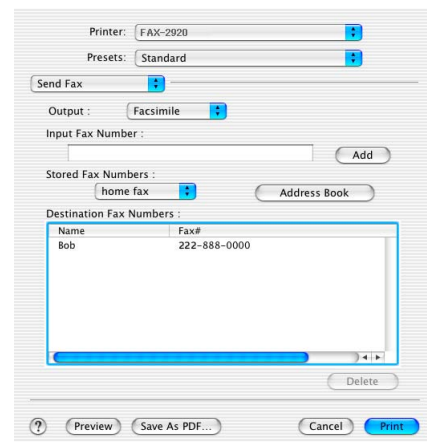 Printer: FAX-2920
Presets: Standard
Send Fax
Output : Facsimile
Input Fax Number :
Add
Stored Fax Numbers :
home fax Address Book
Destination Fax Numbers :
Name Fax#
Bob 222-888-0000
Delete
? Preview Save As PDF... Cancel Print